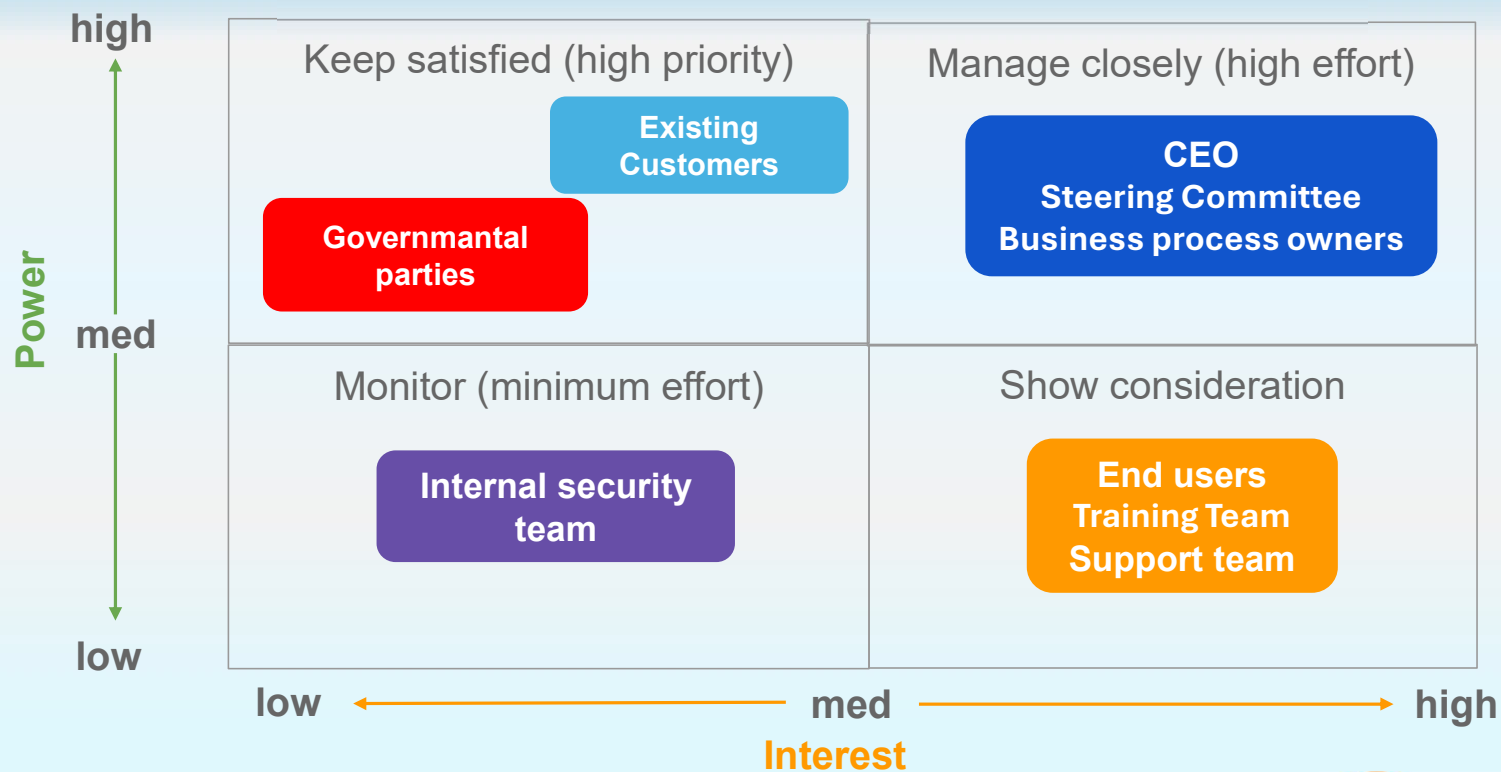 high
Keep satisfied (high priority)
Manage closely (high effort)
Existing
Customers
CEO
Steering Committee
Business process owners
Governmantal
parties
Power
med
Monitor (minimum effort)
Show consideration
Internal security
team
End users
Training Team
Support team
low
low
med
high
Interest